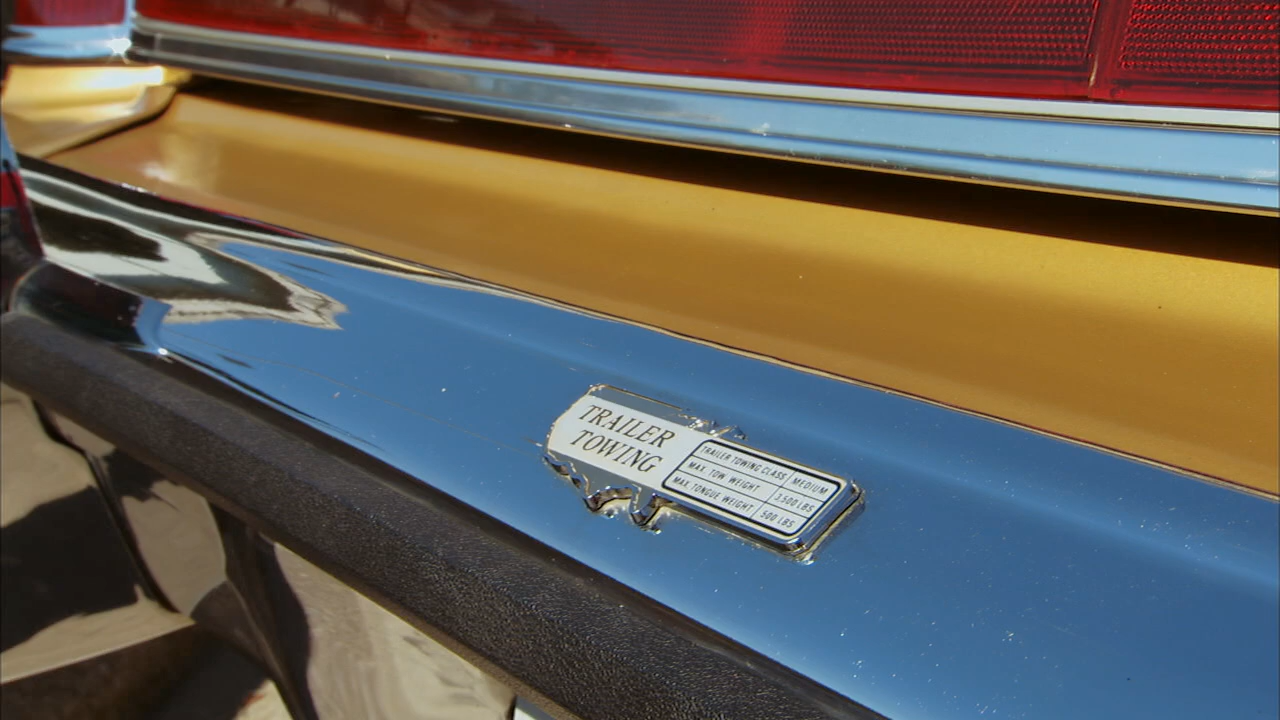 TRAILER
TOWING
TRAILER TOWING CLASS MEDIUM
MAX. TOW WEIGHT 3,500 LBS
MAX. TONGUE WEIGHT 500 LBS